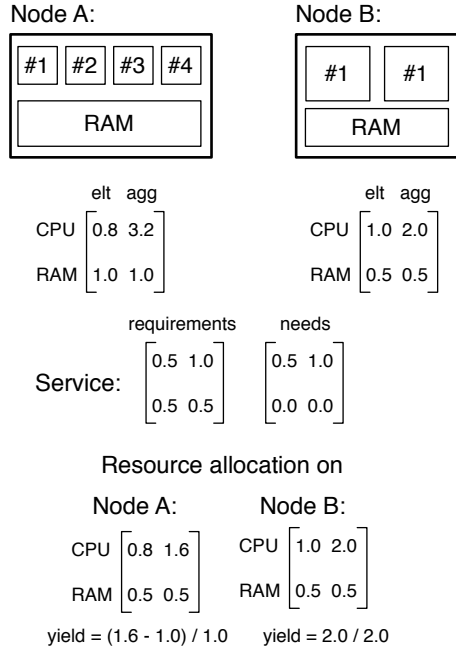 Node A: Node B:
#1 #2 #3 #4 #1 #1
RAM RAM
elt agg elt agg
CPU 0.8 3.2 CPU 1.0 2.0
RAM 1.0 1.0 RAM 0.5 0.5
requirements needs
Service: 0.5 1.0 0.5 1.0
0.5 0.5 0.0 0.0
Resource allocation on
Node A: Node B:
CPU 0.8 1.6 CPU 1.0 2.0
RAM 0.5 0.5 RAM 0.5 0.5
yield = (1.6 - 1.0) / 1.0 yield = 2.0 / 2.0